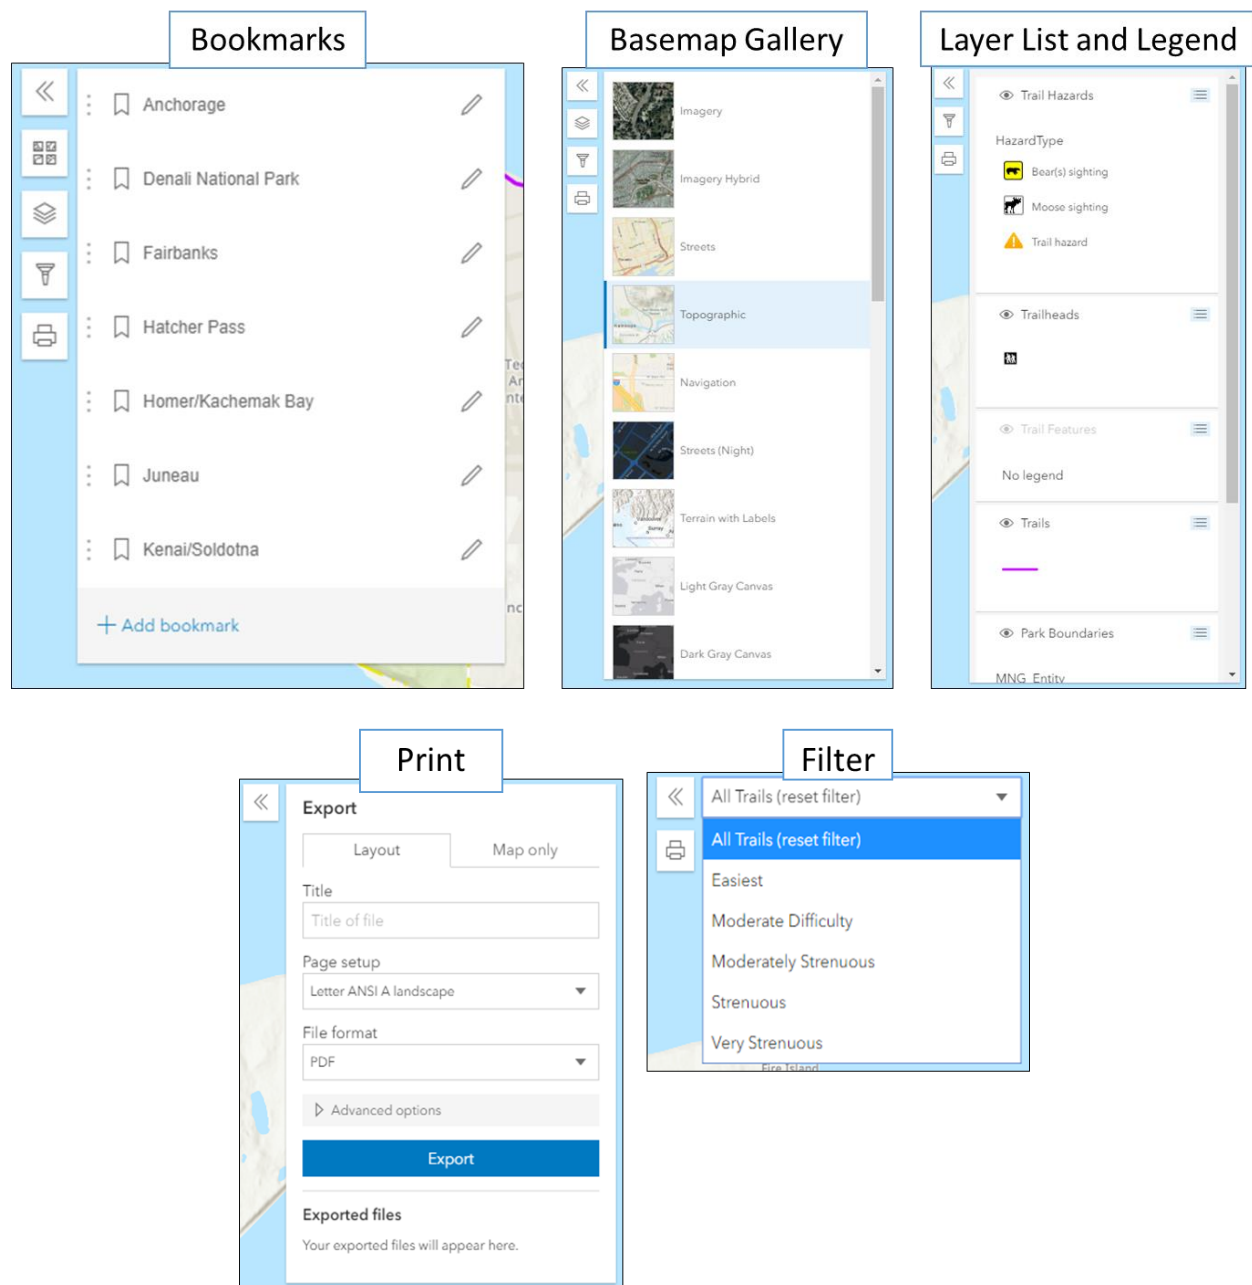 Bookmarks
Anchorage
Denali National Park
Fairbanks
Hatcher Pass
Homer/Kachemak Bay
Juneau
Kenai/Soldotna
Add bookmark
Basemap Gallery
Imagery
Imagery Hybrid
Streets
Topographic
Navigation
Streets (Night)
Terrain with Labels
Light Gray Canvas
Dark Gray Canvas
Layer List and Legend
Trail Hazards
HazardType
Bear(s) sighting
Moose sighting
Trail hazard
Trailheads
Trail Features
No legend
Trails
Park Boundaries
MNG_Entity
Print
Export
Layout Map only
Title
Title of file
Page setup
Letter ANSI A landscape
File format
PDF
Advanced options
Export
Exported files
Your exported files will appear here.
Filter
All Trails (reset filter)
All Trails (reset filter)
Easiest
Moderate Difficulty
Moderately Strenuous
Strenuous
Very Strenuous
Fire Island